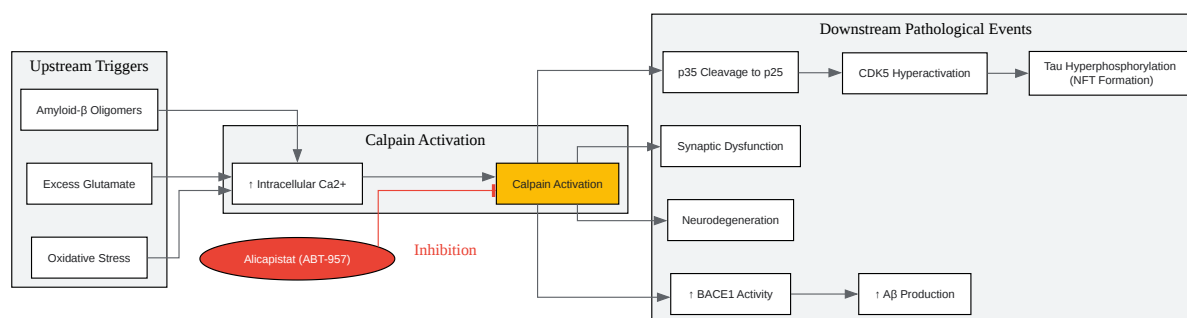 Upstream Triggers
Amyloid-β Oligomers
Excess Glutamate
Oxidative Stress
Calpain Activation
↑ Intracellular Ca2+
Calpain Activation
Alicapistat (ABT-957)
Inhibition
Downstream Pathological Events
p35 Cleavage to p25
CDK5 Hyperactivation
Tau Hyperphosphorylation
(NFT Formation)
Synaptic Dysfunction
Neurodegeneration
↑ BACE1 Activity
↑ Aβ Production